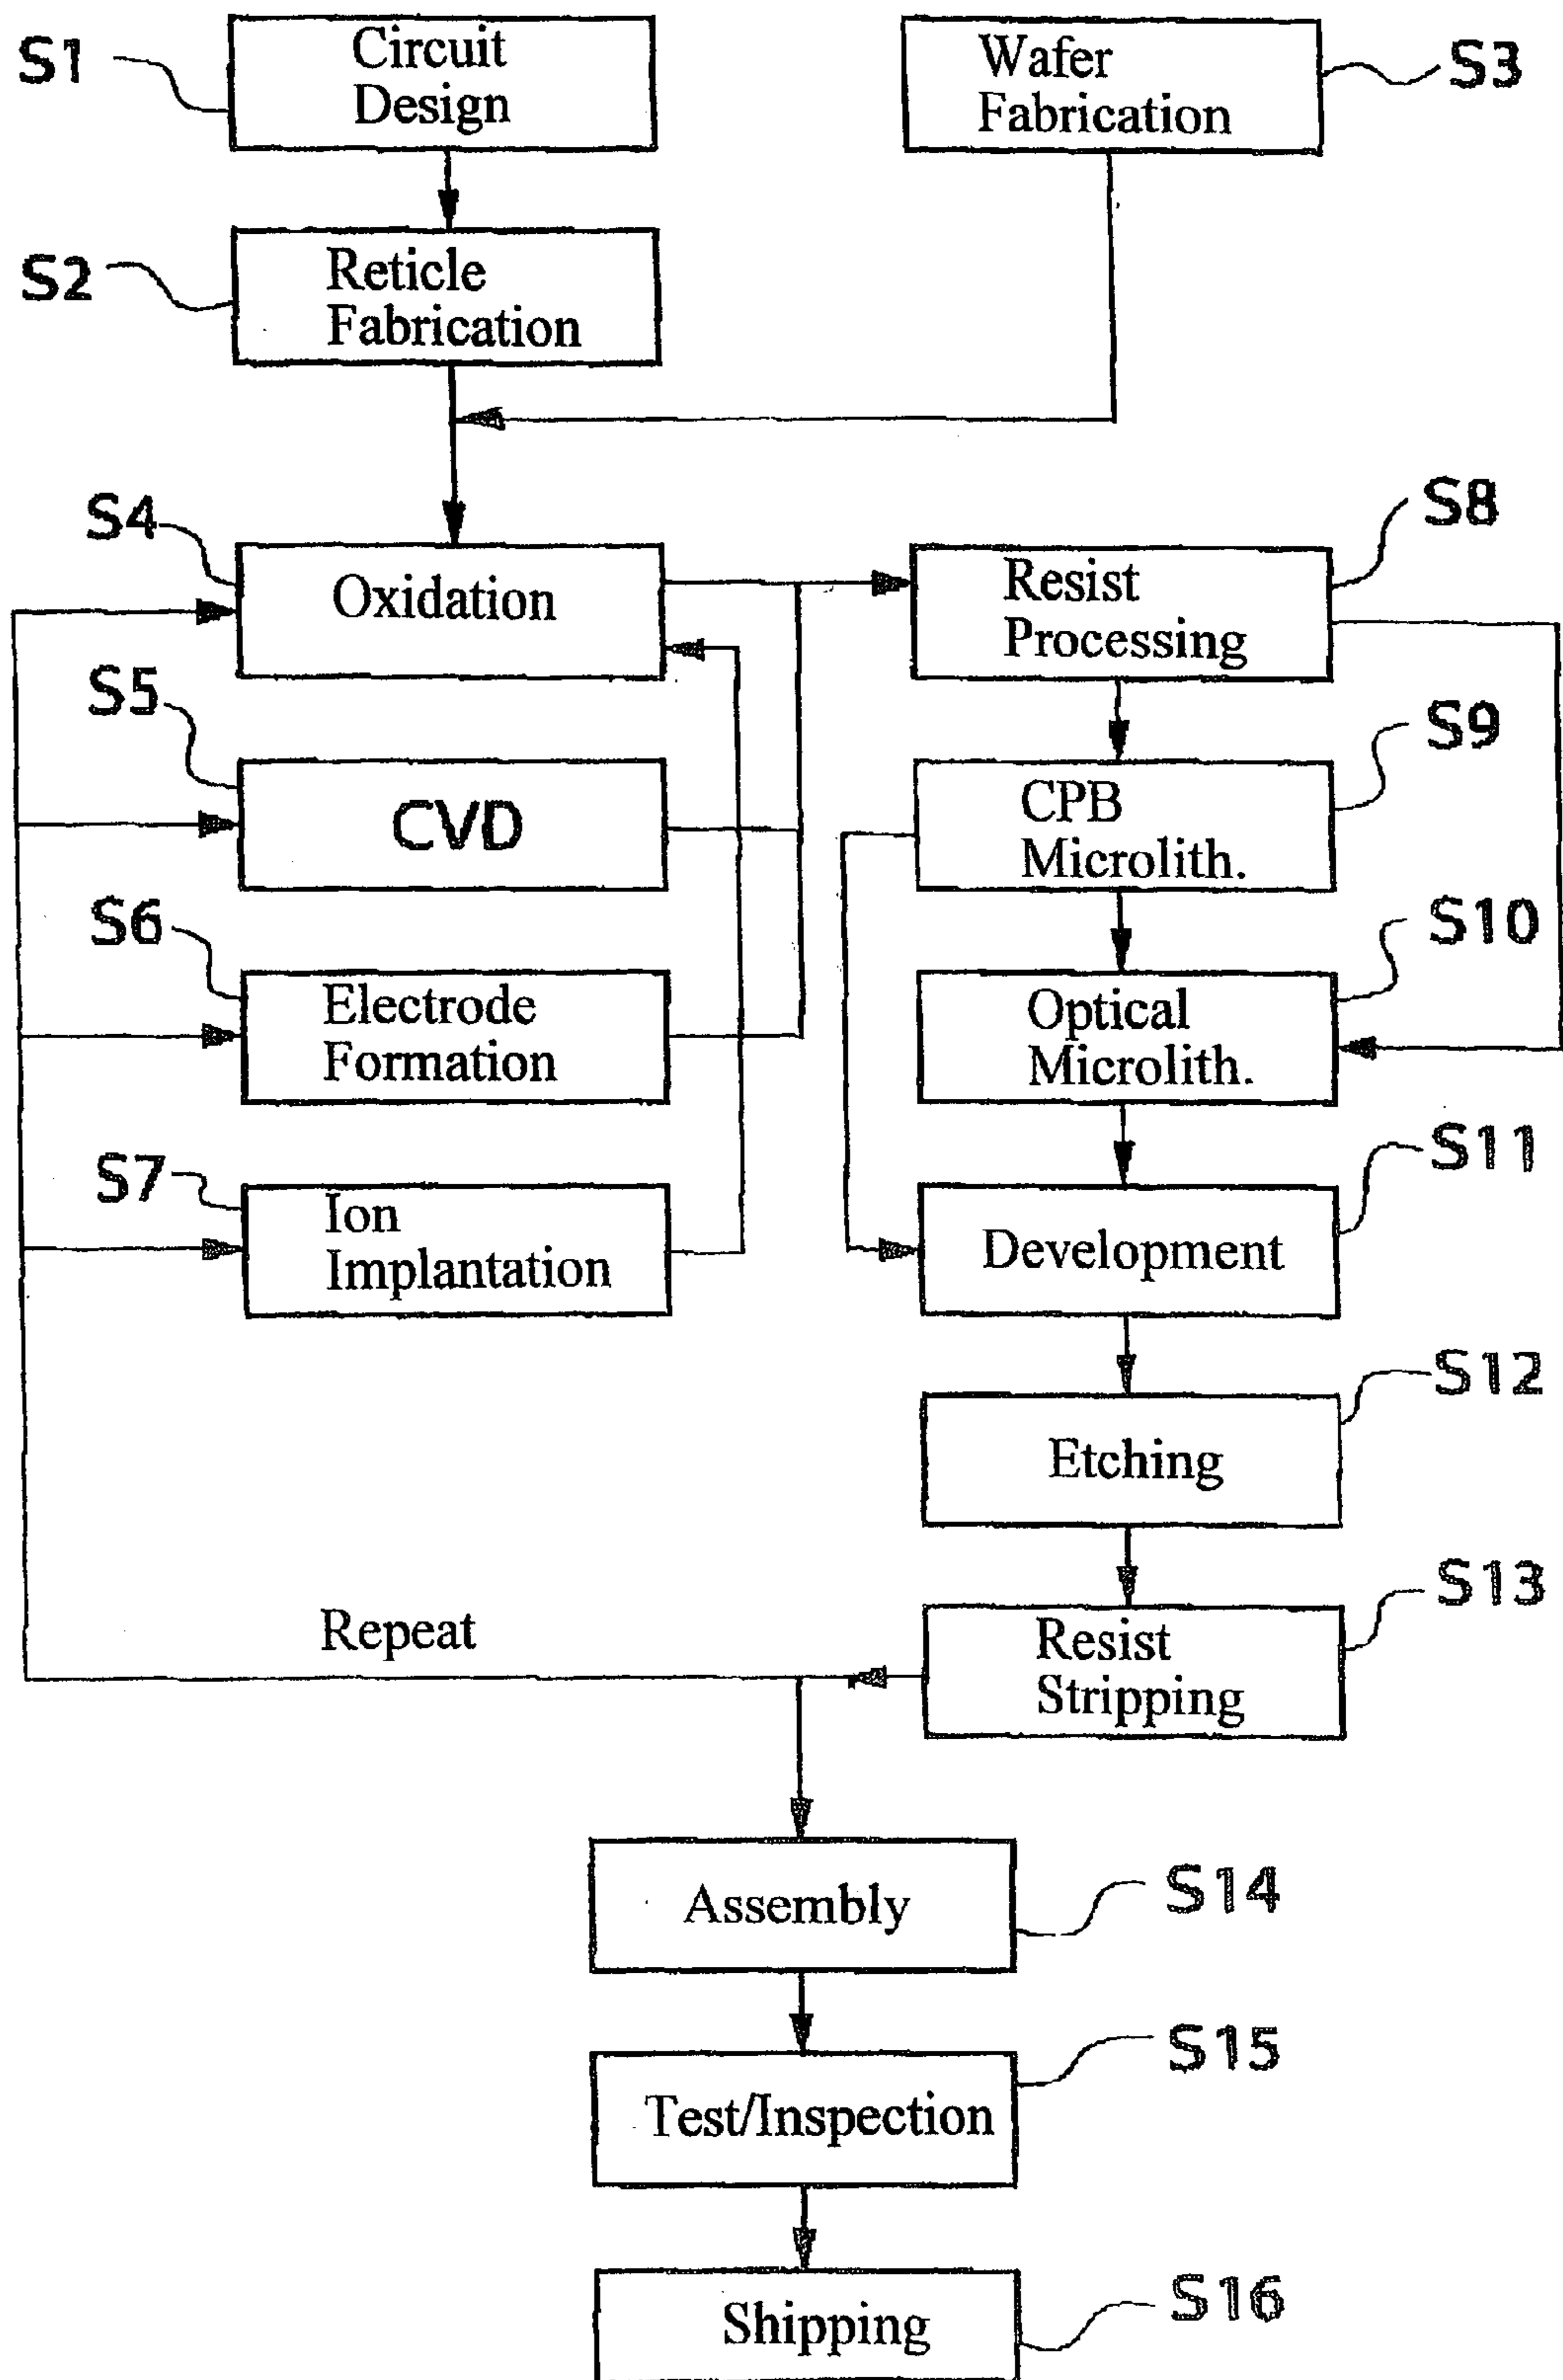 S1
Circuit
Design
Wafer
Fabrication
S3
S2
Reticle
Fabrication
S4
Oxidation
S8
Resist
Processing
S5
CVD
S9
CPB
Microlith.
S6
Electrode
Formation
S10
Optical
Microlith.
S7
Ion
Implantation
S11
Development
S12
Etching
S13
Resist
Stripping
Repeat
Assembly
S14
Test/Inspection
S15
Shipping
S16